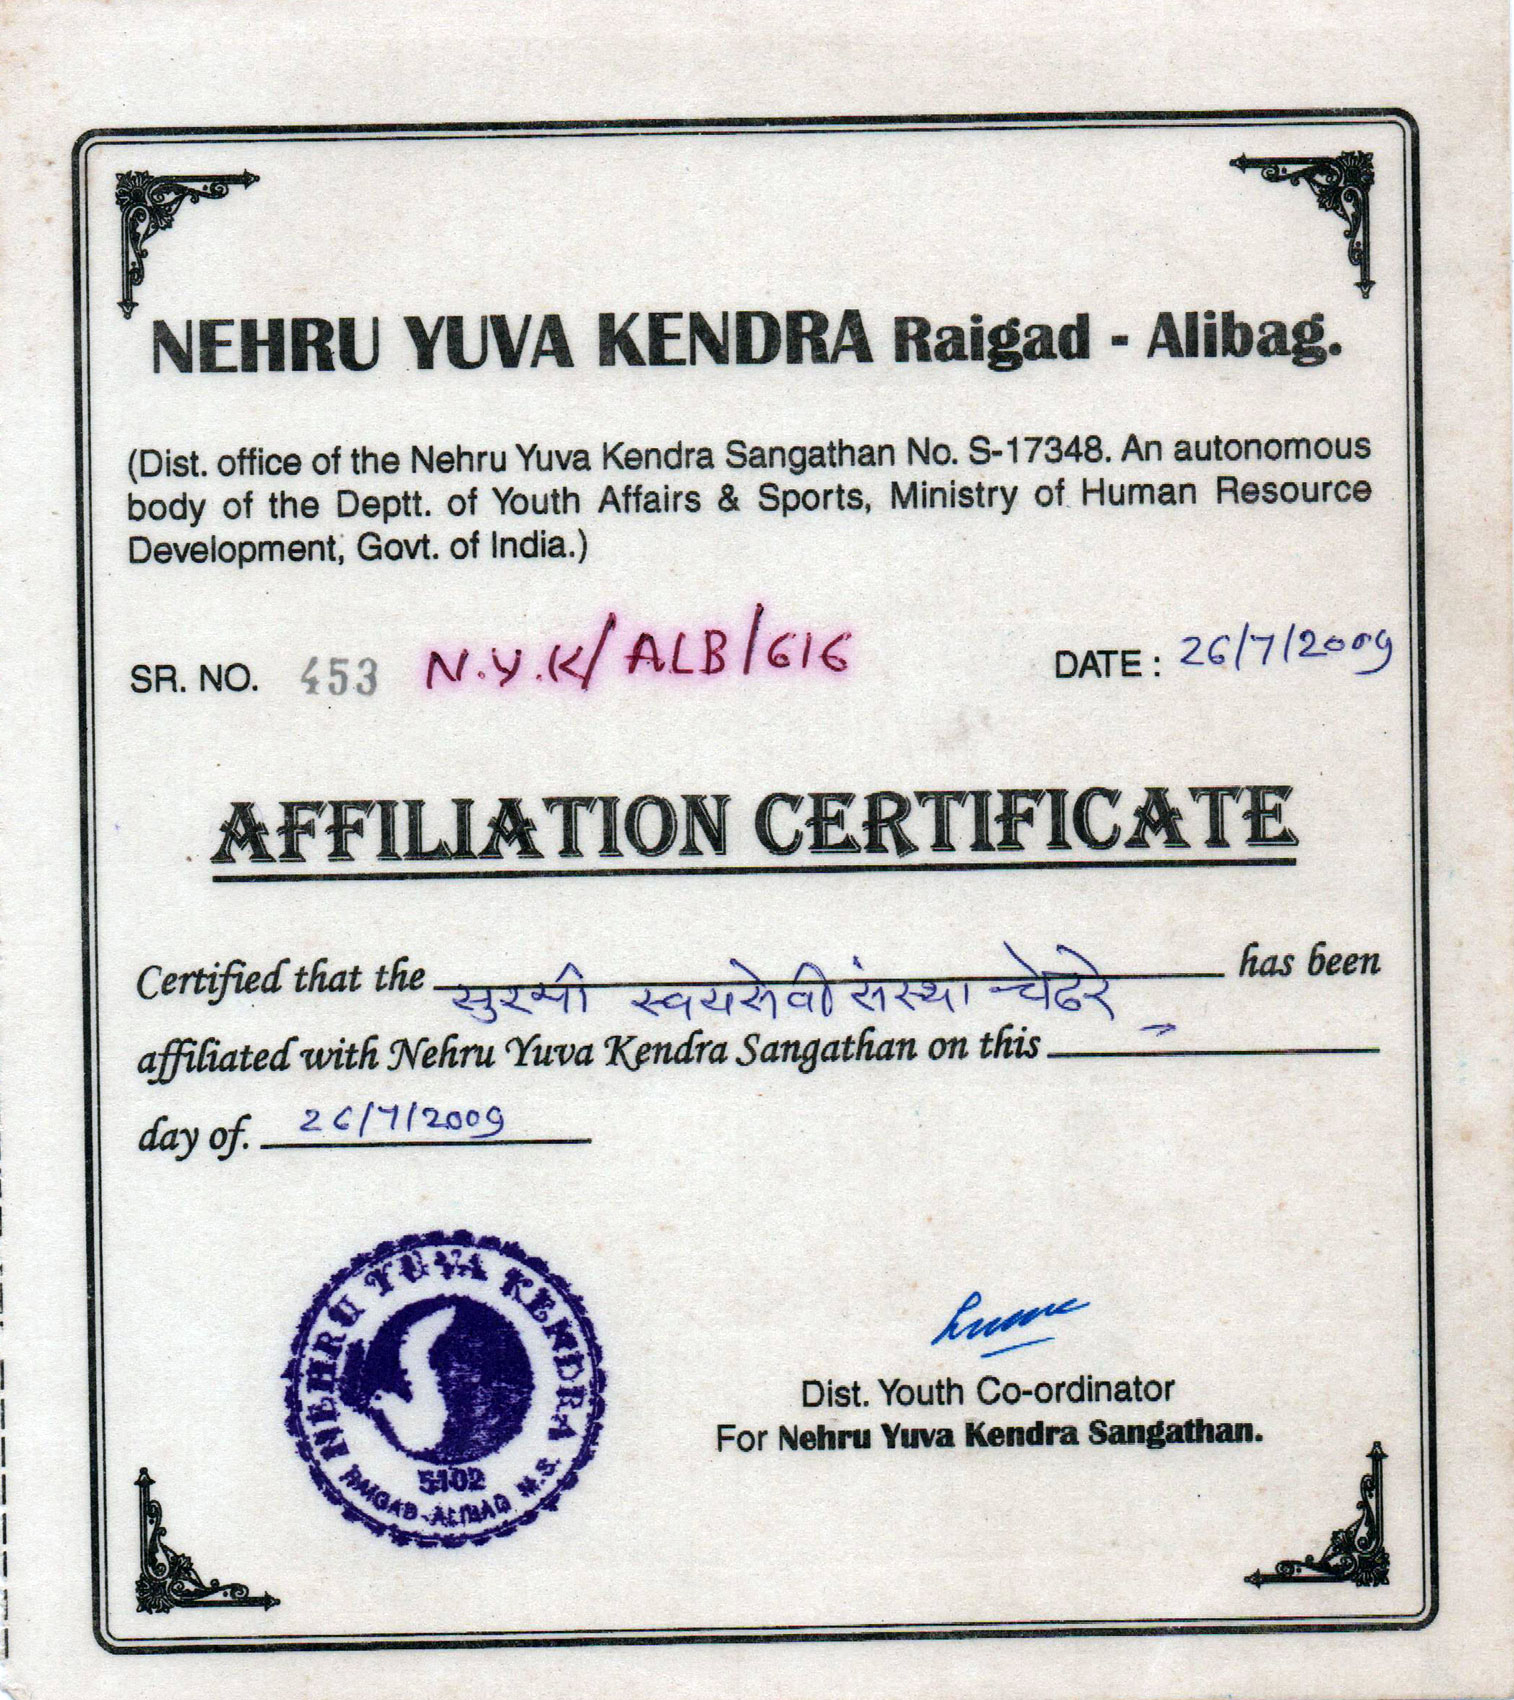 NEHRU YUVA KENDRA Raigad - Alibag.
(Dist. office of the Nehru Yuva Kendra Sangathan No. S-17348. An autonomous
body of the Deptt. of Youth Affairs & Sports, Ministry of Human Resource
Development, Govt. of India.)
SR. NO. 453 N.Y.K/ALB/616 DATE : 26/7/2009
AFFILIATION CERTIFICATE
Certified that the सुरभी स्वयंसेवी संस्था चेंढरे has been
affiliated with Nehru Yuva Kendra Sangathan on this
day of. 26/7/2009
NEHRU YUVA KENDRA
5102
RAIGAD-ALIBAG M.S.
Dist. Youth Co-ordinator
For Nehru Yuva Kendra Sangathan.